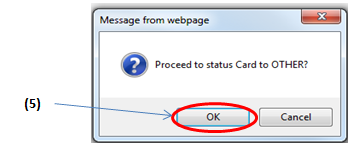 Message from webpage
Proceed to status Card to OTHER?
(5)
OK Cancel